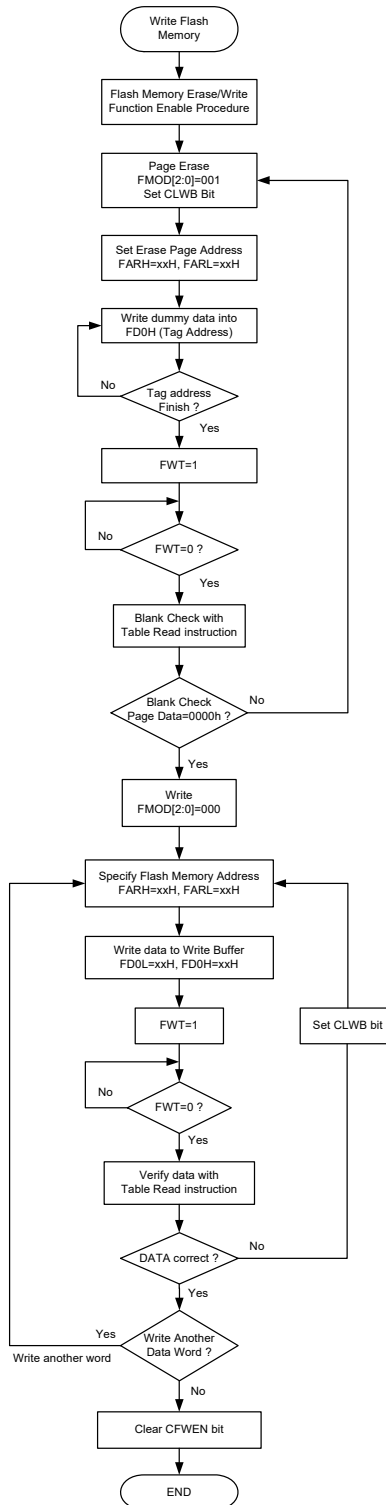 Write Flash
Memory
Flash Memory Erase/Write
Function Enable Procedure
Page Erase
FMOD[2:0]=001
Set CLWB Bit
Set Erase Page Address
FARH=xxH, FARL=xxH
Write dummy data into
FD0H (Tag Address)
No
Tag address
Finish ?
Yes
FWT=1
No
FWT=0 ?
Yes
Blank Check with
Table Read instruction
Blank Check
Page Data=0000h ?
No
Yes
Write
FMOD[2:0]=000
Specify Flash Memory Address
FARH=xxH, FARL=xxH
Write data to Write Buffer
FD0L=xxH, FD0H=xxH
FWT=1
Set CLWB bit
No
FWT=0 ?
Yes
Verify data with
Table Read instruction
DATA correct ?
No
Yes
Write Another
Data Word ?
Yes
Write another word
No
Clear CFWEN bit
END